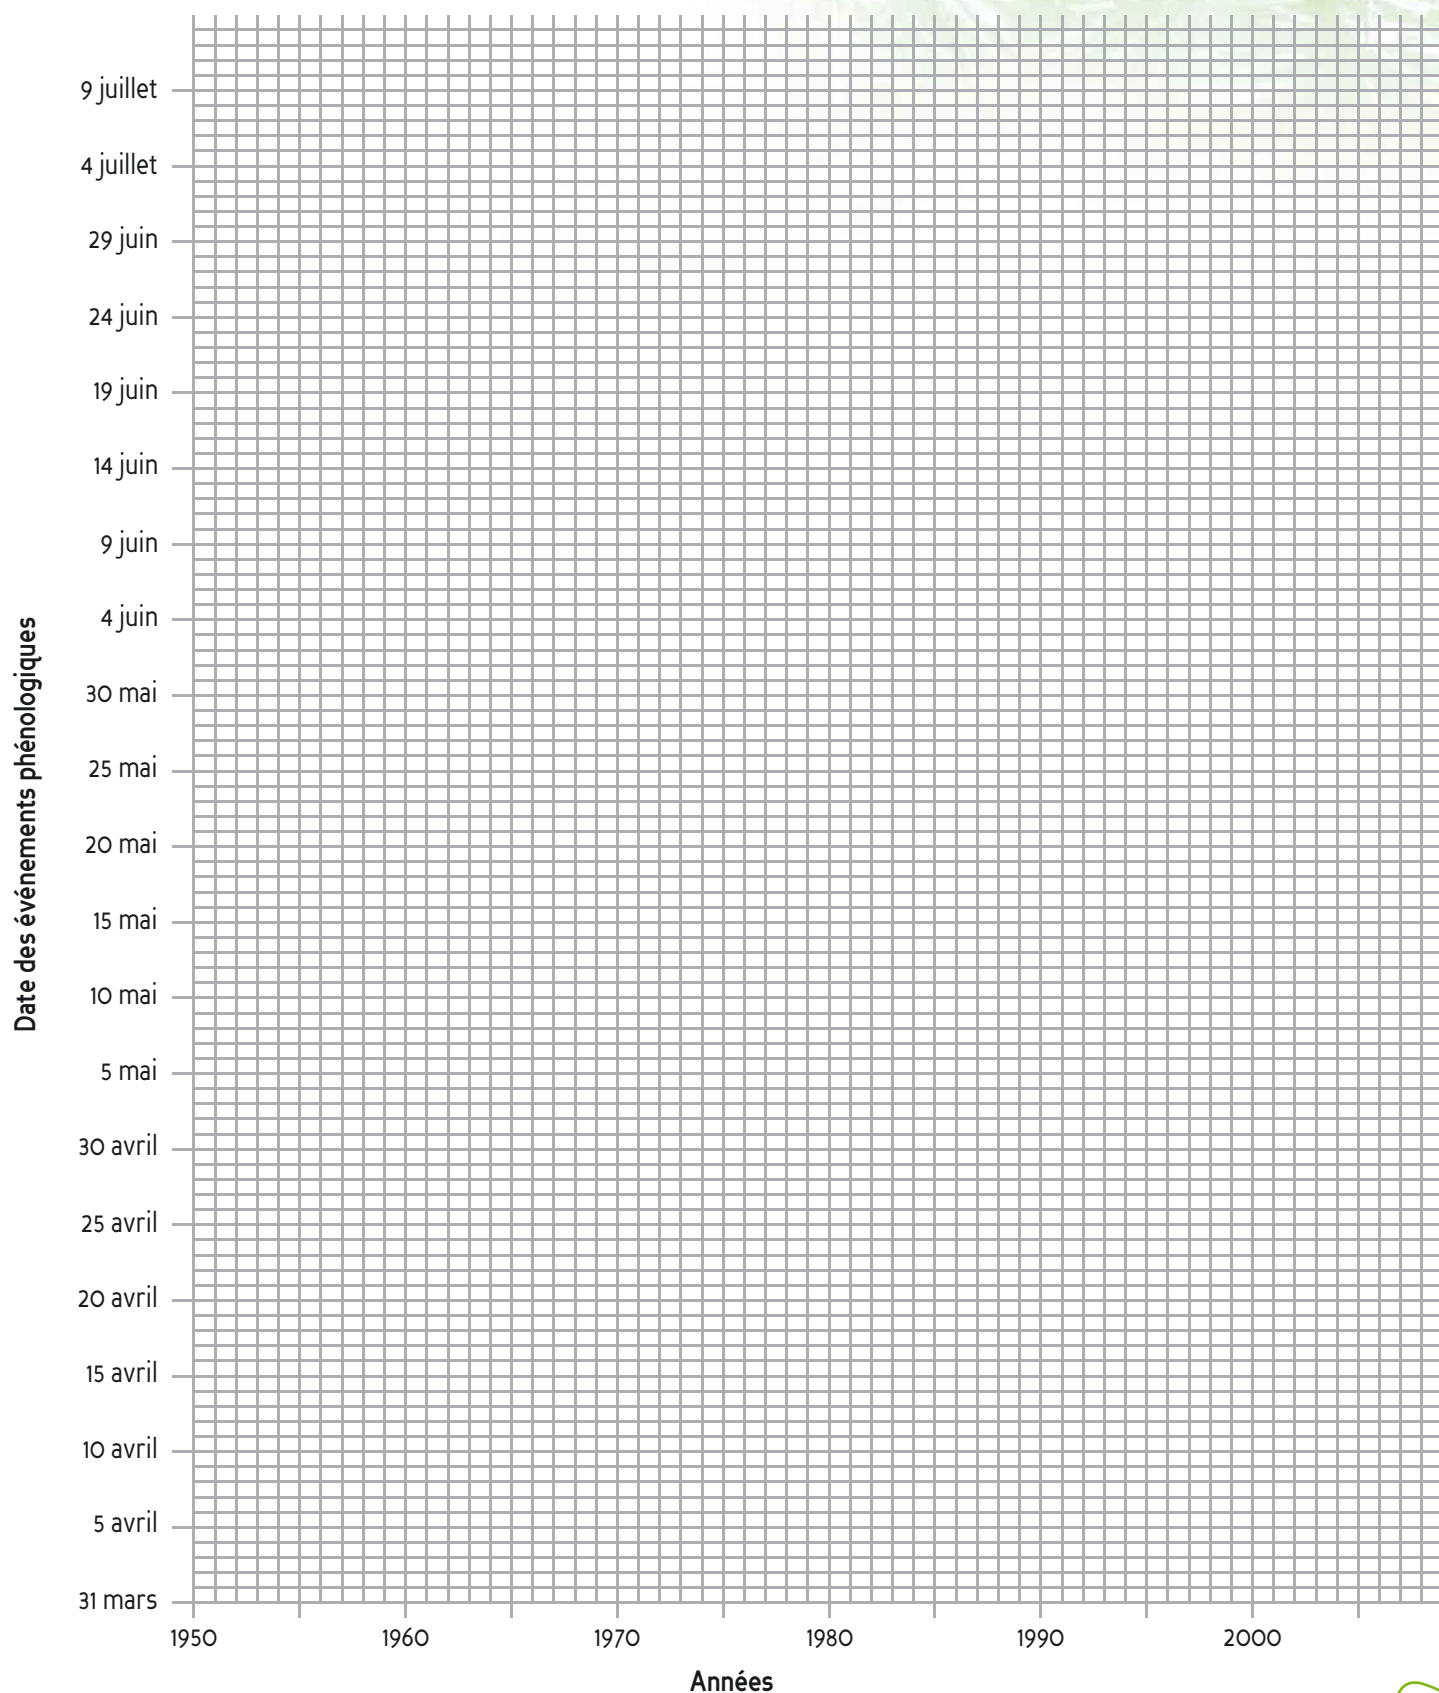 9 juillet
4 juillet
29 juin
24 juin
19 juin
14 juin
9 juin
4 juin
30 mai
25 mai
20 mai
15 mai
10 mai
5 mai
30 avril
25 avril
20 avril
15 avril
10 avril
5 avril
31 mars
Date des événements phénologiques
1950 1960 1970 1980 1990 2000
Années